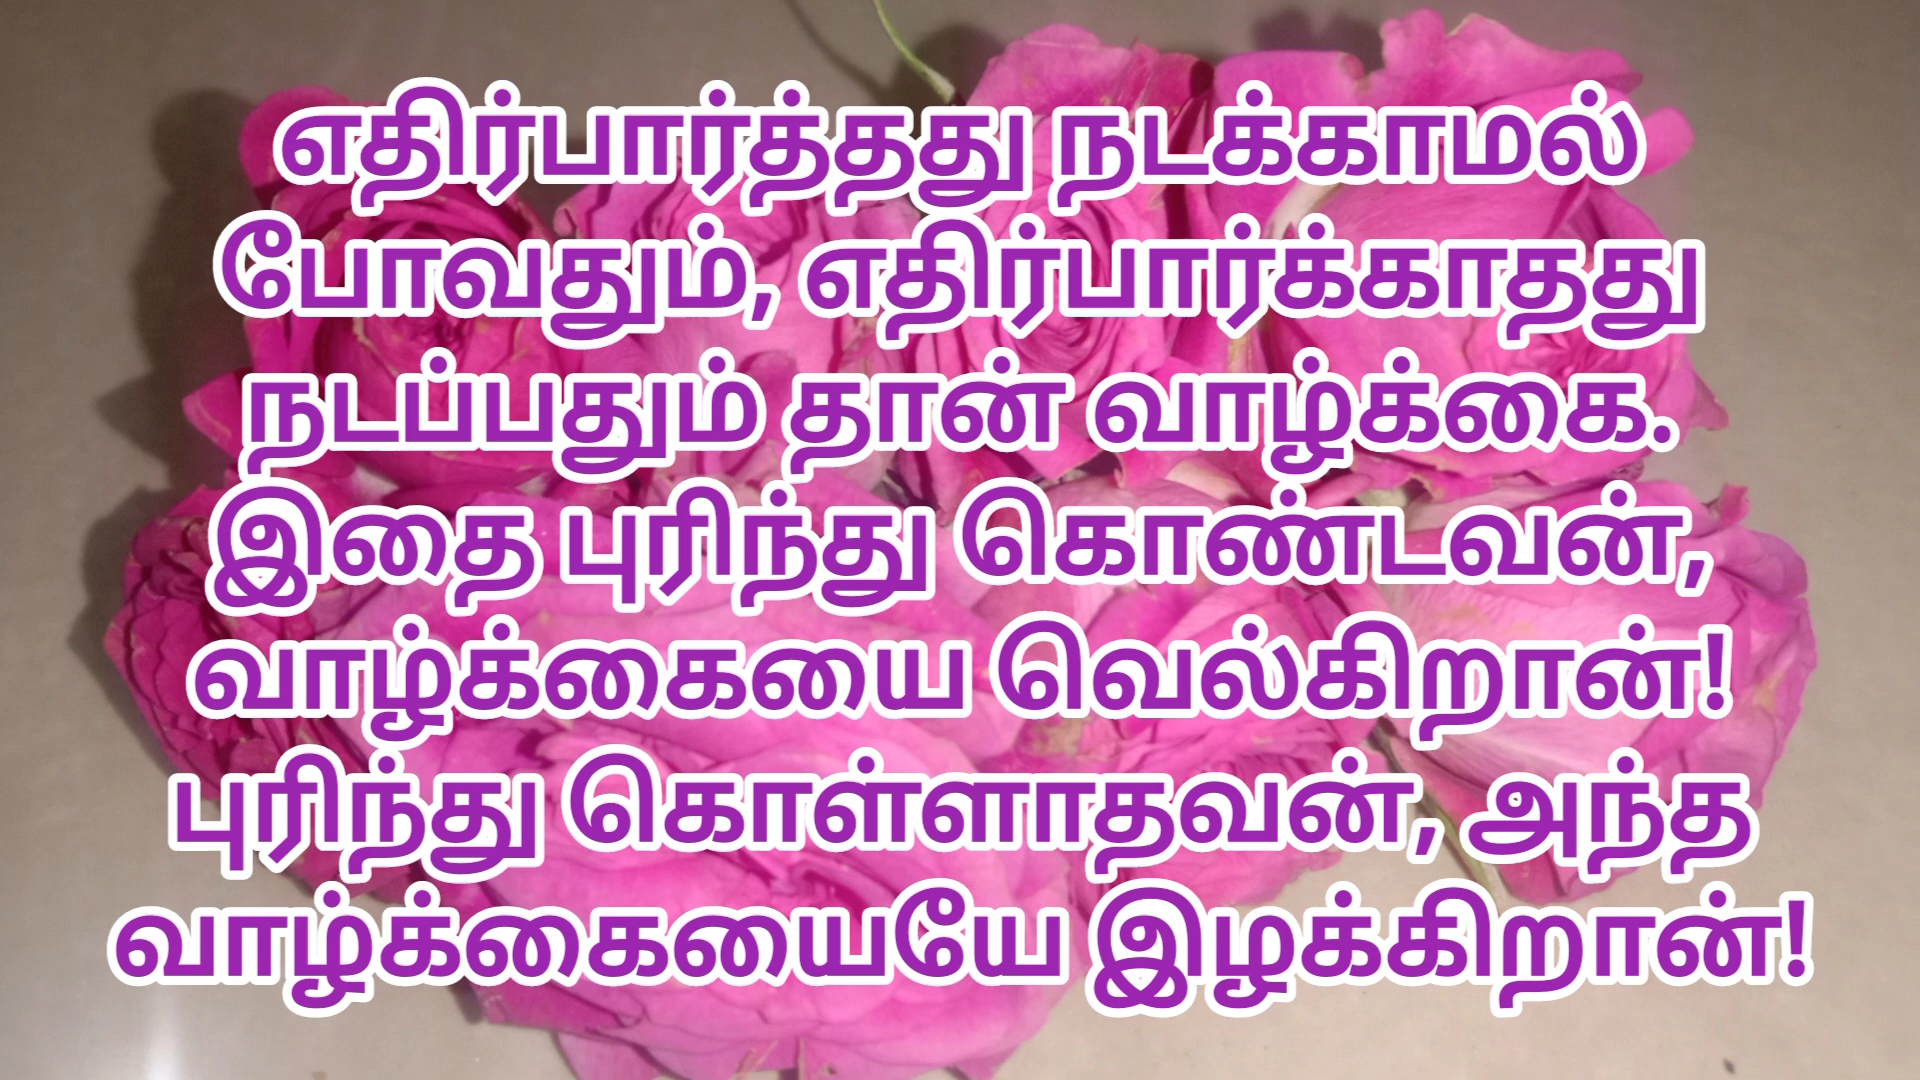 எதிர்பார்த்தது நடக்காமல்
போவதும், எதிர்பார்க்காதது
நடப்பதும் தான் வாழ்க்கை.
இதை புரிந்து கொண்டவன்,
வாழ்க்கையை வெல்கிறான்!
புரிந்து கொள்ளாதவன், அந்த
வாழ்க்கையையே இழக்கிறான்!